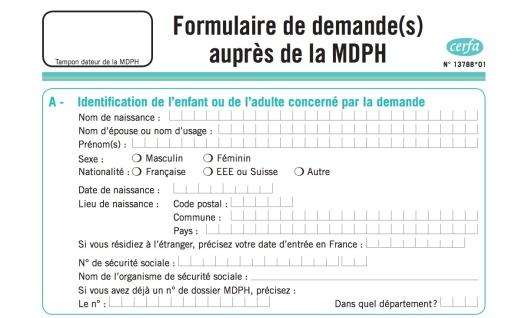 Formulaire de demande(s)
auprès de la MDPH
Tampon dateur de la MDPH
cerfa
N° 13788*01
A - Identification de l'enfant ou de l'adulte concerné par la demande
Nom de naissance :
Nom d'épouse ou nom d'usage :
Prénom(s) :
Sexe : Masculin Féminin
Nationalité : Française EEE ou Suisse Autre
Date de naissance :
Lieu de naissance : Code postal :
Commune :
Pays :
Si vous résidiez à l'étranger, précisez votre date d'entrée en France :
N° de sécurité sociale :
Nom de l'organisme de sécurité sociale :
Si vous avez déjà un n° de dossier MDPH, précisez :
Le n° : Dans quel département ?